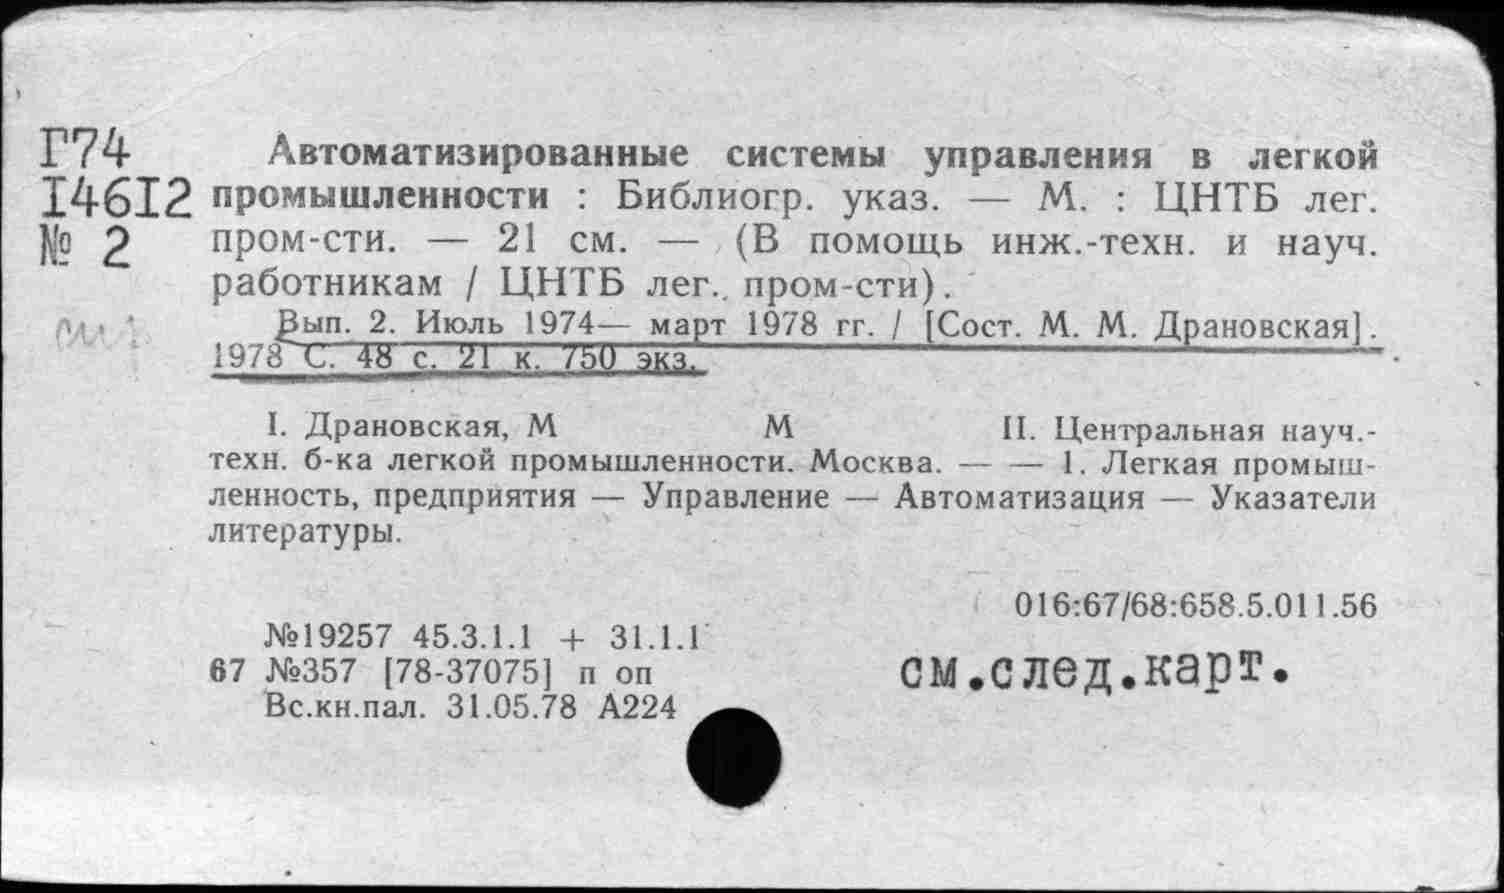 Г74
I46I2
№ 2
Автоматизированные системы управления в легкой
промышленности : Библиогр. указ. — М. : ЦНТБ лег.
пром-сти. — 21 см. — (В помощь инж.-техн. и науч.
работникам / ЦНТБ лег. пром-сти).
Вып. 2. Июль 1974— март 1978 гг. / [Сост. М. М. Драновская].
1978 С. 48 с. 21 к. 750 экз.
I. Драновская, М М II. Центральная науч.-
техн. б-ка легкой промышленности. Москва. — — 1. Легкая промыш-
ленность, предприятия — Управление — Автоматизация — Указатели
литературы.
016:67/68:658.5.011.56
№19257 45.3.1.1 + 31.1.1
67 №357 [78-37075] п оп
Вс.кн.пал. 31.05.78 А224
см.след.карт.